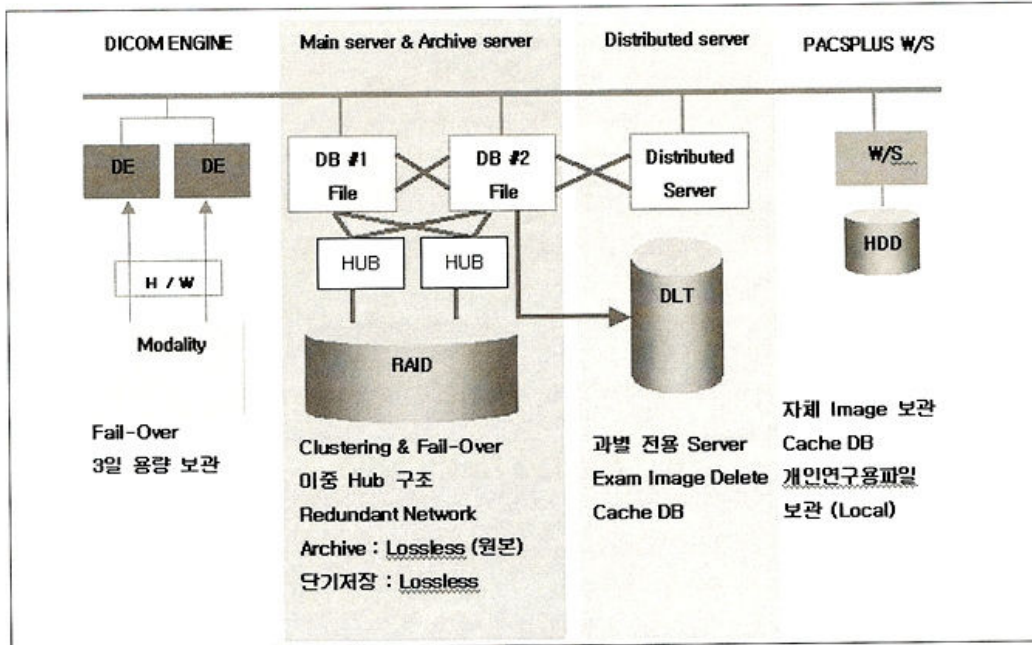 DICOM ENGINE
Main server & Archive server
Distributed server
PACSPLUS W/S
DE
DE
DB #1
File
DB #2
File
Distributed
Server
W/S
HDD
HUB
HUB
H / W
Modality
RAID
DLT
Fail-Over
3일 용량 보관
Clustering & Fail-Over
이중 Hub 구조
Redundant Network
Archive : Lossless (원본)
단기저장 : Lossless
과별 전용 Server
Exam Image Delete
Cache DB
자체 Image 보관
Cache DB
개인연구용파일
보관 (Local)